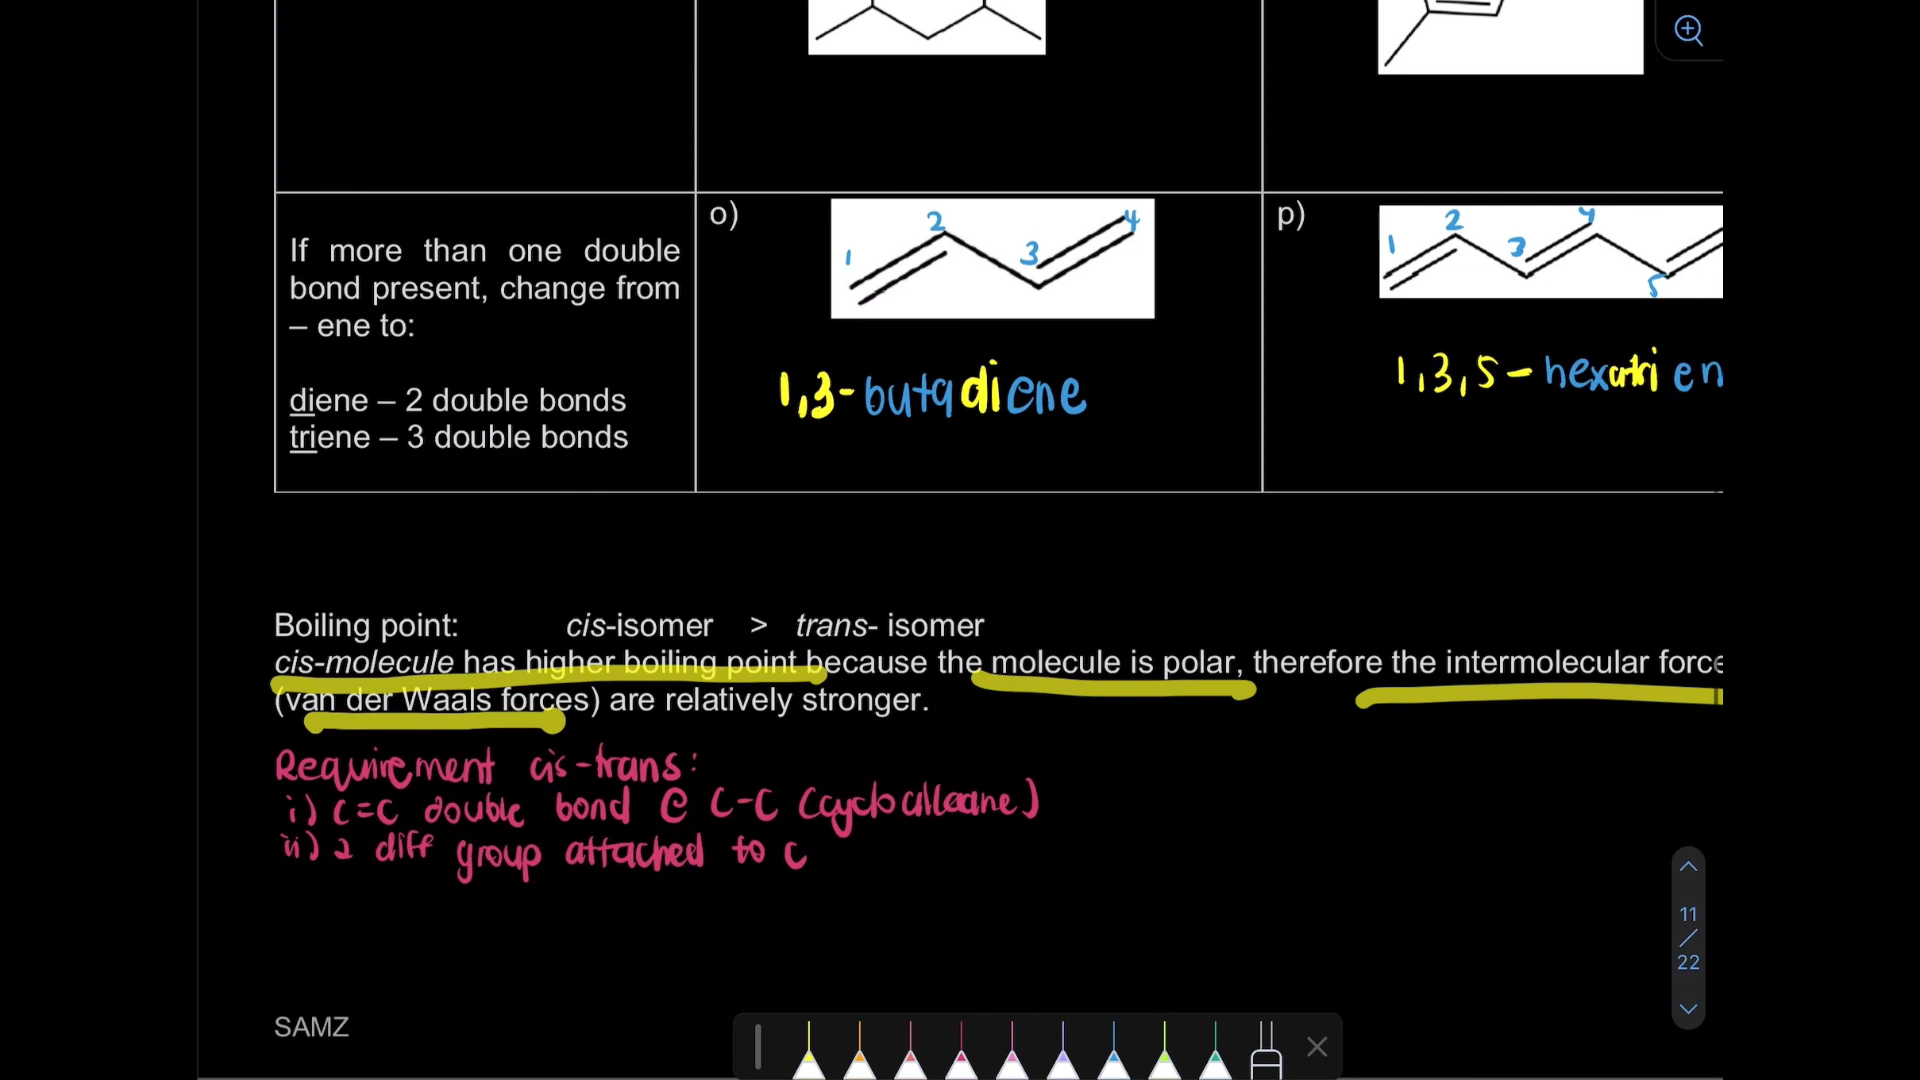 o)
1
2
3
4
p)
1
2
3
4
5
If more than one double
bond present, change from
– ene to:
diene – 2 double bonds
triene – 3 double bonds
1,3-butadiene
1,3,5-hexatrien
Boiling point: cis-isomer > trans- isomer
cis-molecule has higher boiling point because the molecule is polar, therefore the intermolecular force
(van der Waals forces) are relatively stronger.
Requirement cis-trans:
i) C=C double bond @ C-C (cycloalkane)
ii) 2 diff group attached to C
11
/
22
SAMZ